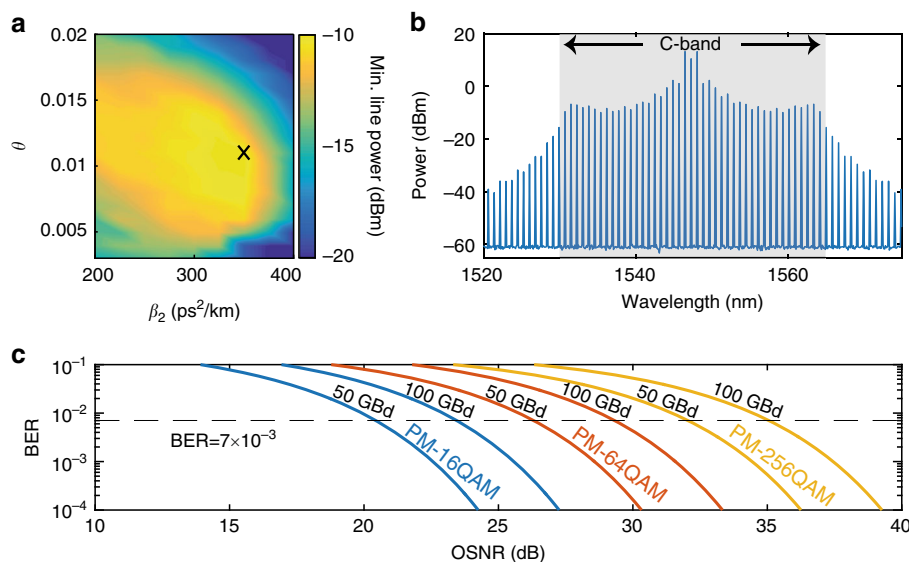 a
0.02
0.015
0.01
0.005
θ
200
300
400
β2 (ps²/km)
−10
−15
−20
Min. line power (dBm)
b
C-band
20
0
−20
−40
−60
Power (dBm)
1520
1540
1560
Wavelength (nm)
c
10⁻¹
10⁻²
10⁻³
10⁻⁴
BER
50 GBd
100 GBd
50 GBd
100 GBd
50 GBd
100 GBd
BER=7×10⁻³
PM-16QAM
PM-64QAM
PM-256QAM
10
15
20
25
30
35
40
OSNR (dB)